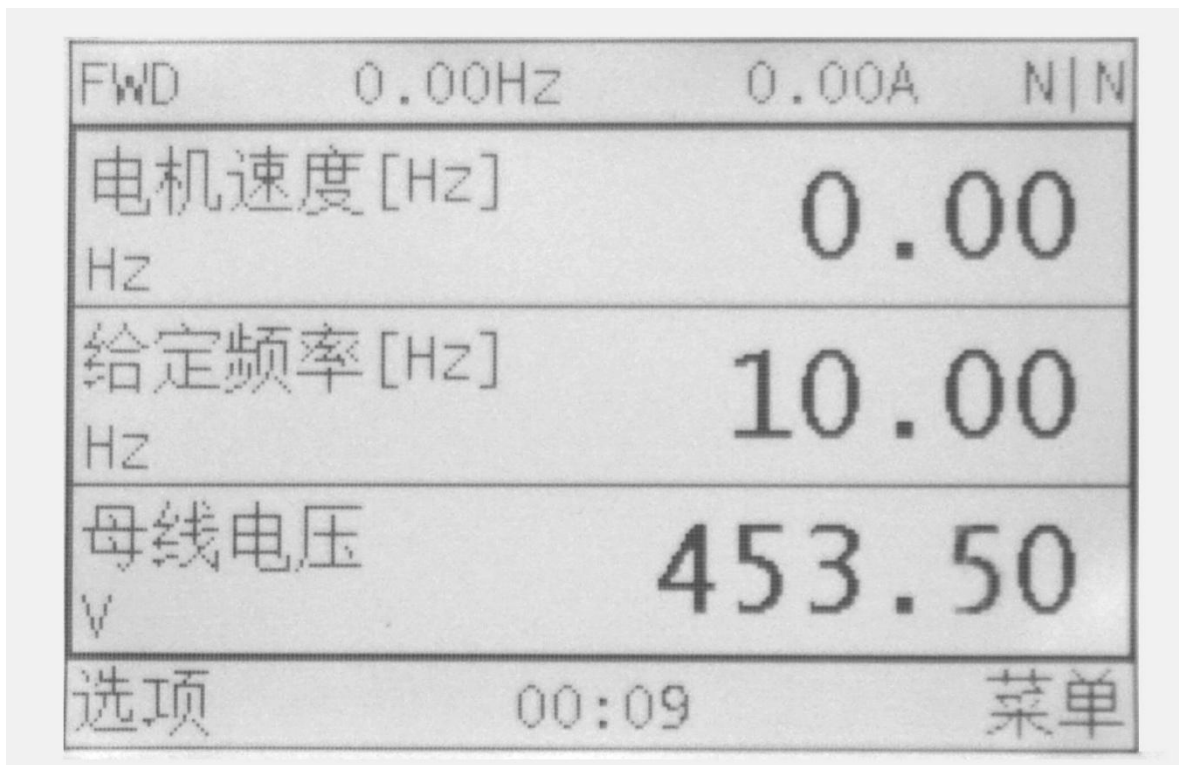 FWD 0.00Hz 0.00A N|N
电机速度[Hz] 0.00
Hz
给定频率[Hz] 10.00
Hz
母线电压 453.50
V
选项 00:09 菜单